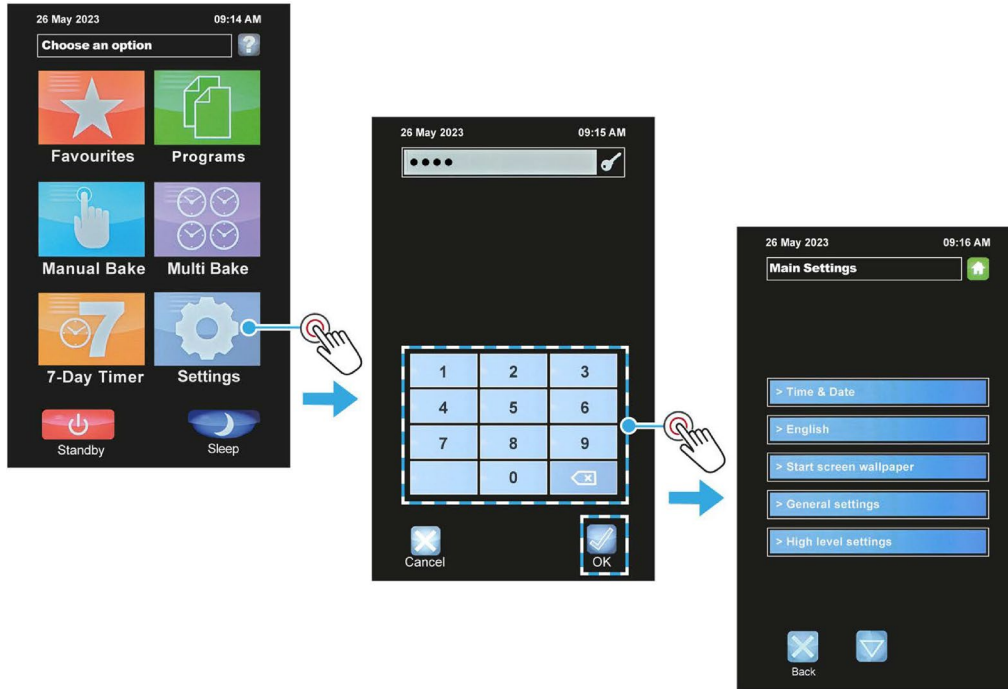 26 May 2023 09:14 AM
Choose an option ?
Favourites Programs
Manual Bake Multi Bake
7
7-Day Timer Settings
Standby Sleep
26 May 2023 09:15 AM
1 2 3
4 5 6
7 8 9
0
Cancel OK
26 May 2023 09:16 AM
Main Settings
> Time & Date
> English
> Start screen wallpaper
> General settings
> High level settings
Back